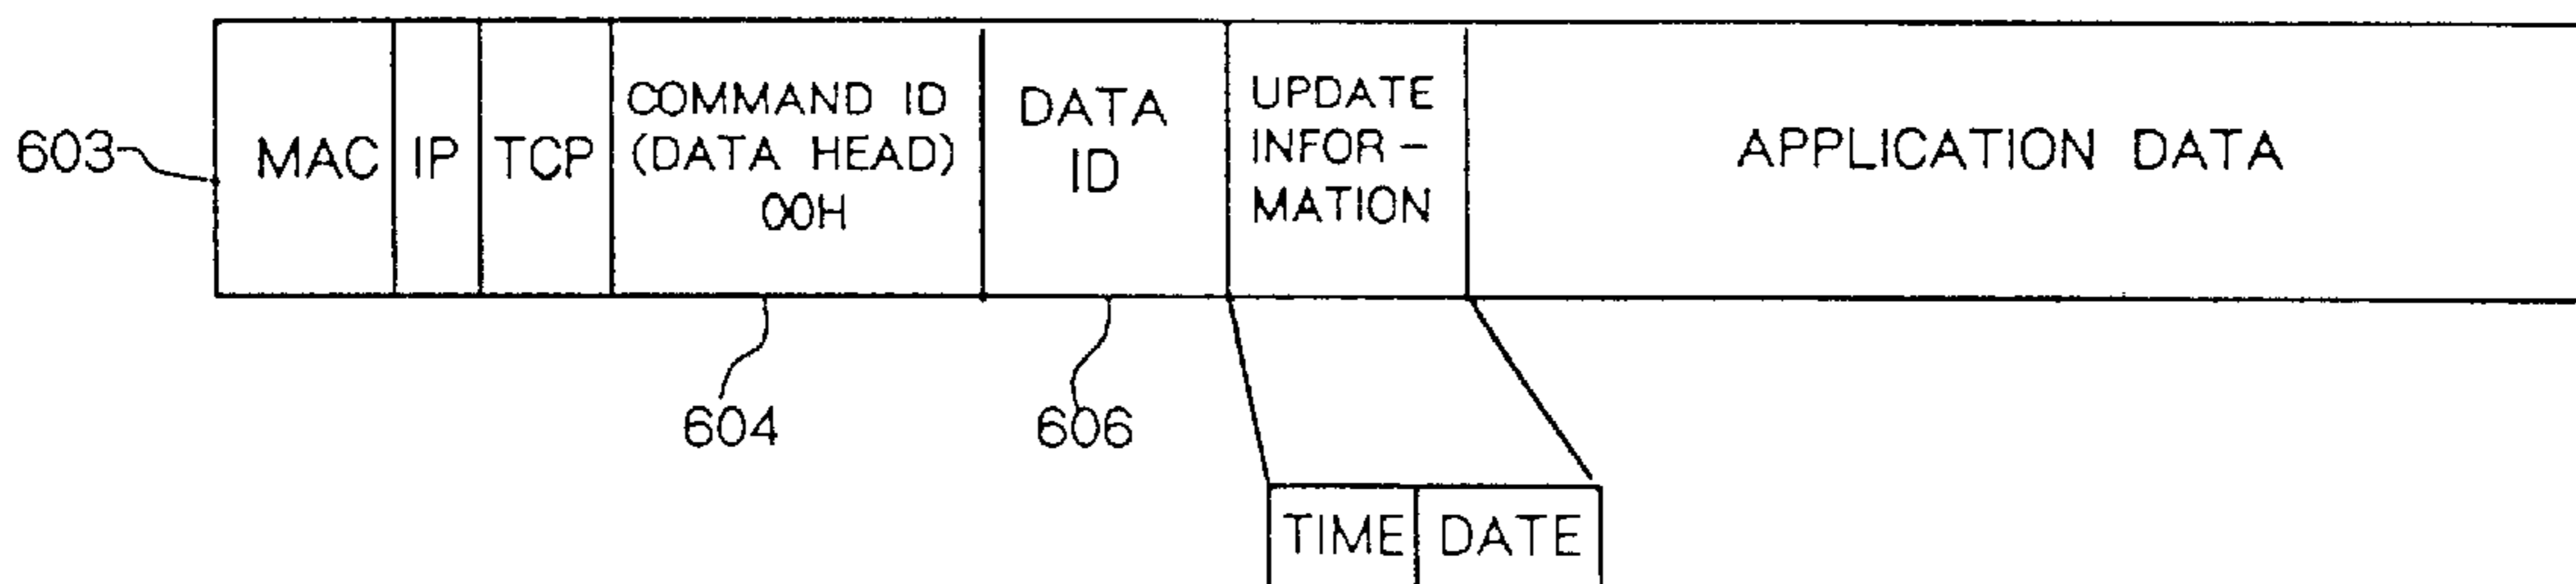 603
MAC
IP
TCP
COMMAND ID
(DATA HEAD)
00H
DATA
ID
UPDATE
INFOR-
MATION
APPLICATION DATA
604
606
TIME
DATE